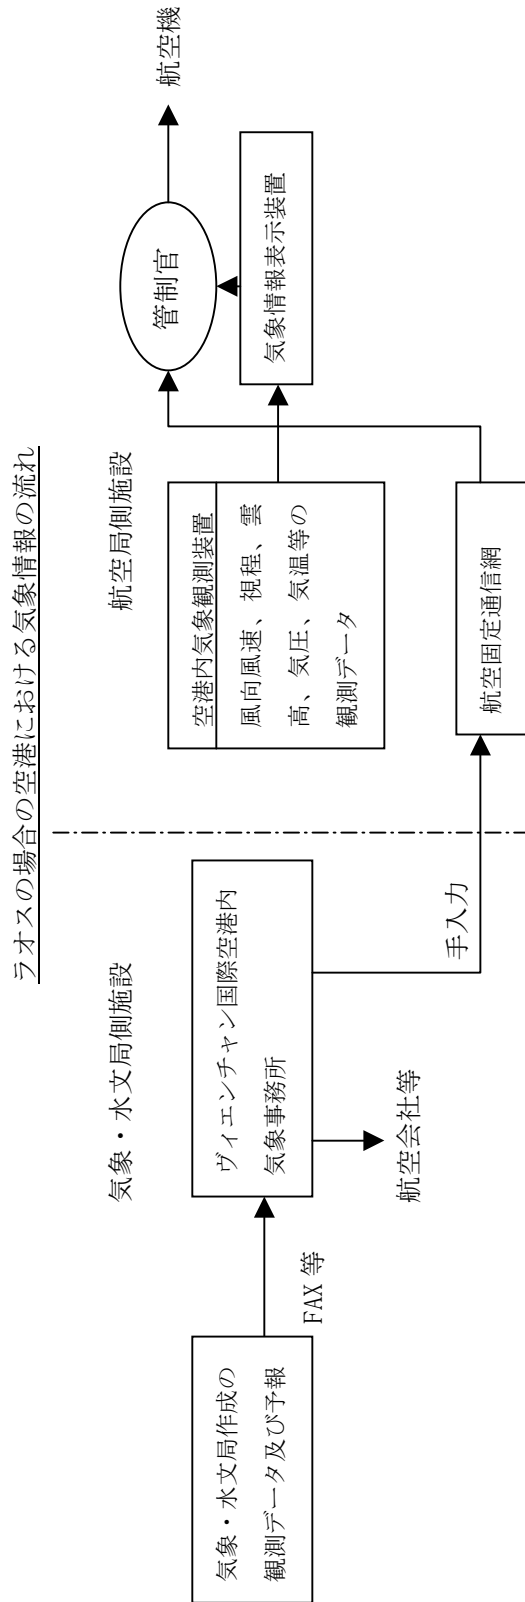 ラオスの場合の空港における気象情報の流れ
気象・水文局側施設
航空局側施設
気象・水文局作成の
観測データ及び予報
FAX 等
ヴィエンチャン国際空港内
気象事務所
航空会社等
手入力
空港内気象観測装置
風向風速、視程、雲
高、気圧、気温等の
観測データ
航空固定通信網
気象情報表示装置
管制官
航空機